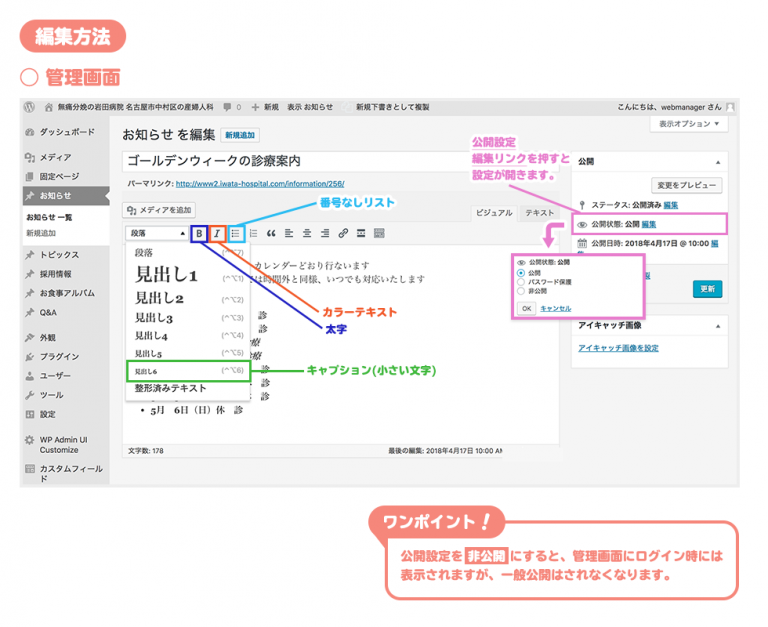 編集方法
管理画面
無痛分娩の岩田病院 名古屋市中村区の産婦人科 0 新規 表示 お知らせ 新規下書きとして複製 こんにちは、webmanager さん
表示オプション ▼
ダッシュボード
メディア
固定ページ
お知らせ
お知らせ 一覧
新規追加
トピックス
採用情報
お食事アルバム
Q&A
外観
プラグイン
ユーザー
ツール
設定
WP Admin UI
Customize
カスタムフィール
ド
お知らせ を編集 新規追加
ゴールデンウィークの診療案内
パーマリンク: http://www2.iwata-hospital.com/information/256/
メディアを追加
番号なしリスト
ビジュアル テキスト
段落 ▲ B I
段落
見出し1 (^⌥1)
見出し2 (^⌥2)
見出し3 (^⌥3)
見出し4 (^⌥4)
見出し5 (^⌥5)
見出し6 (^⌥6)
整形済みテキスト
カレンダーどおり行ないます
は時間外と同様、いつでも対応いたします
診
診
療
診
療
診
診
• 5月 6日（日）休 診
カラーテキスト
太字
キャプション(小さい文字)
文字数: 178 最後の編集: 2018年4月17日 10:00 AM
公開設定
編集リンクを押すと
設定が開きます。
公開 ▲
変更をプレビュー
ステータス: 公開済み 編集
公開状態: 公開 編集
公開日時: 2018年4月17日 @ 10:00 編
集
更新
公開状態: 公開
公開
パスワード保護
非公開
OK キャンセル
アイキャッチ画像 ▲
アイキャッチ画像を設定
ワンポイント！
公開設定を 非公開 にすると、管理画面にログイン時には
表示されますが、一般公開はされなくなります。